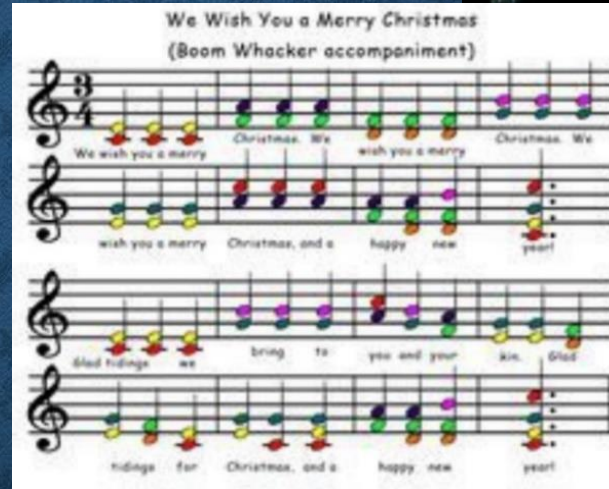 We Wish You a Merry Christmas
(Boom Whacker accompaniment)
3
4
We wish you a merry Christmas. We wish you a merry Christmas. We
wish you a merry Christmas, and a happy new year!
Glad tidings we bring to you and your kin. Glad
tidings for Christmas, and a happy new year!